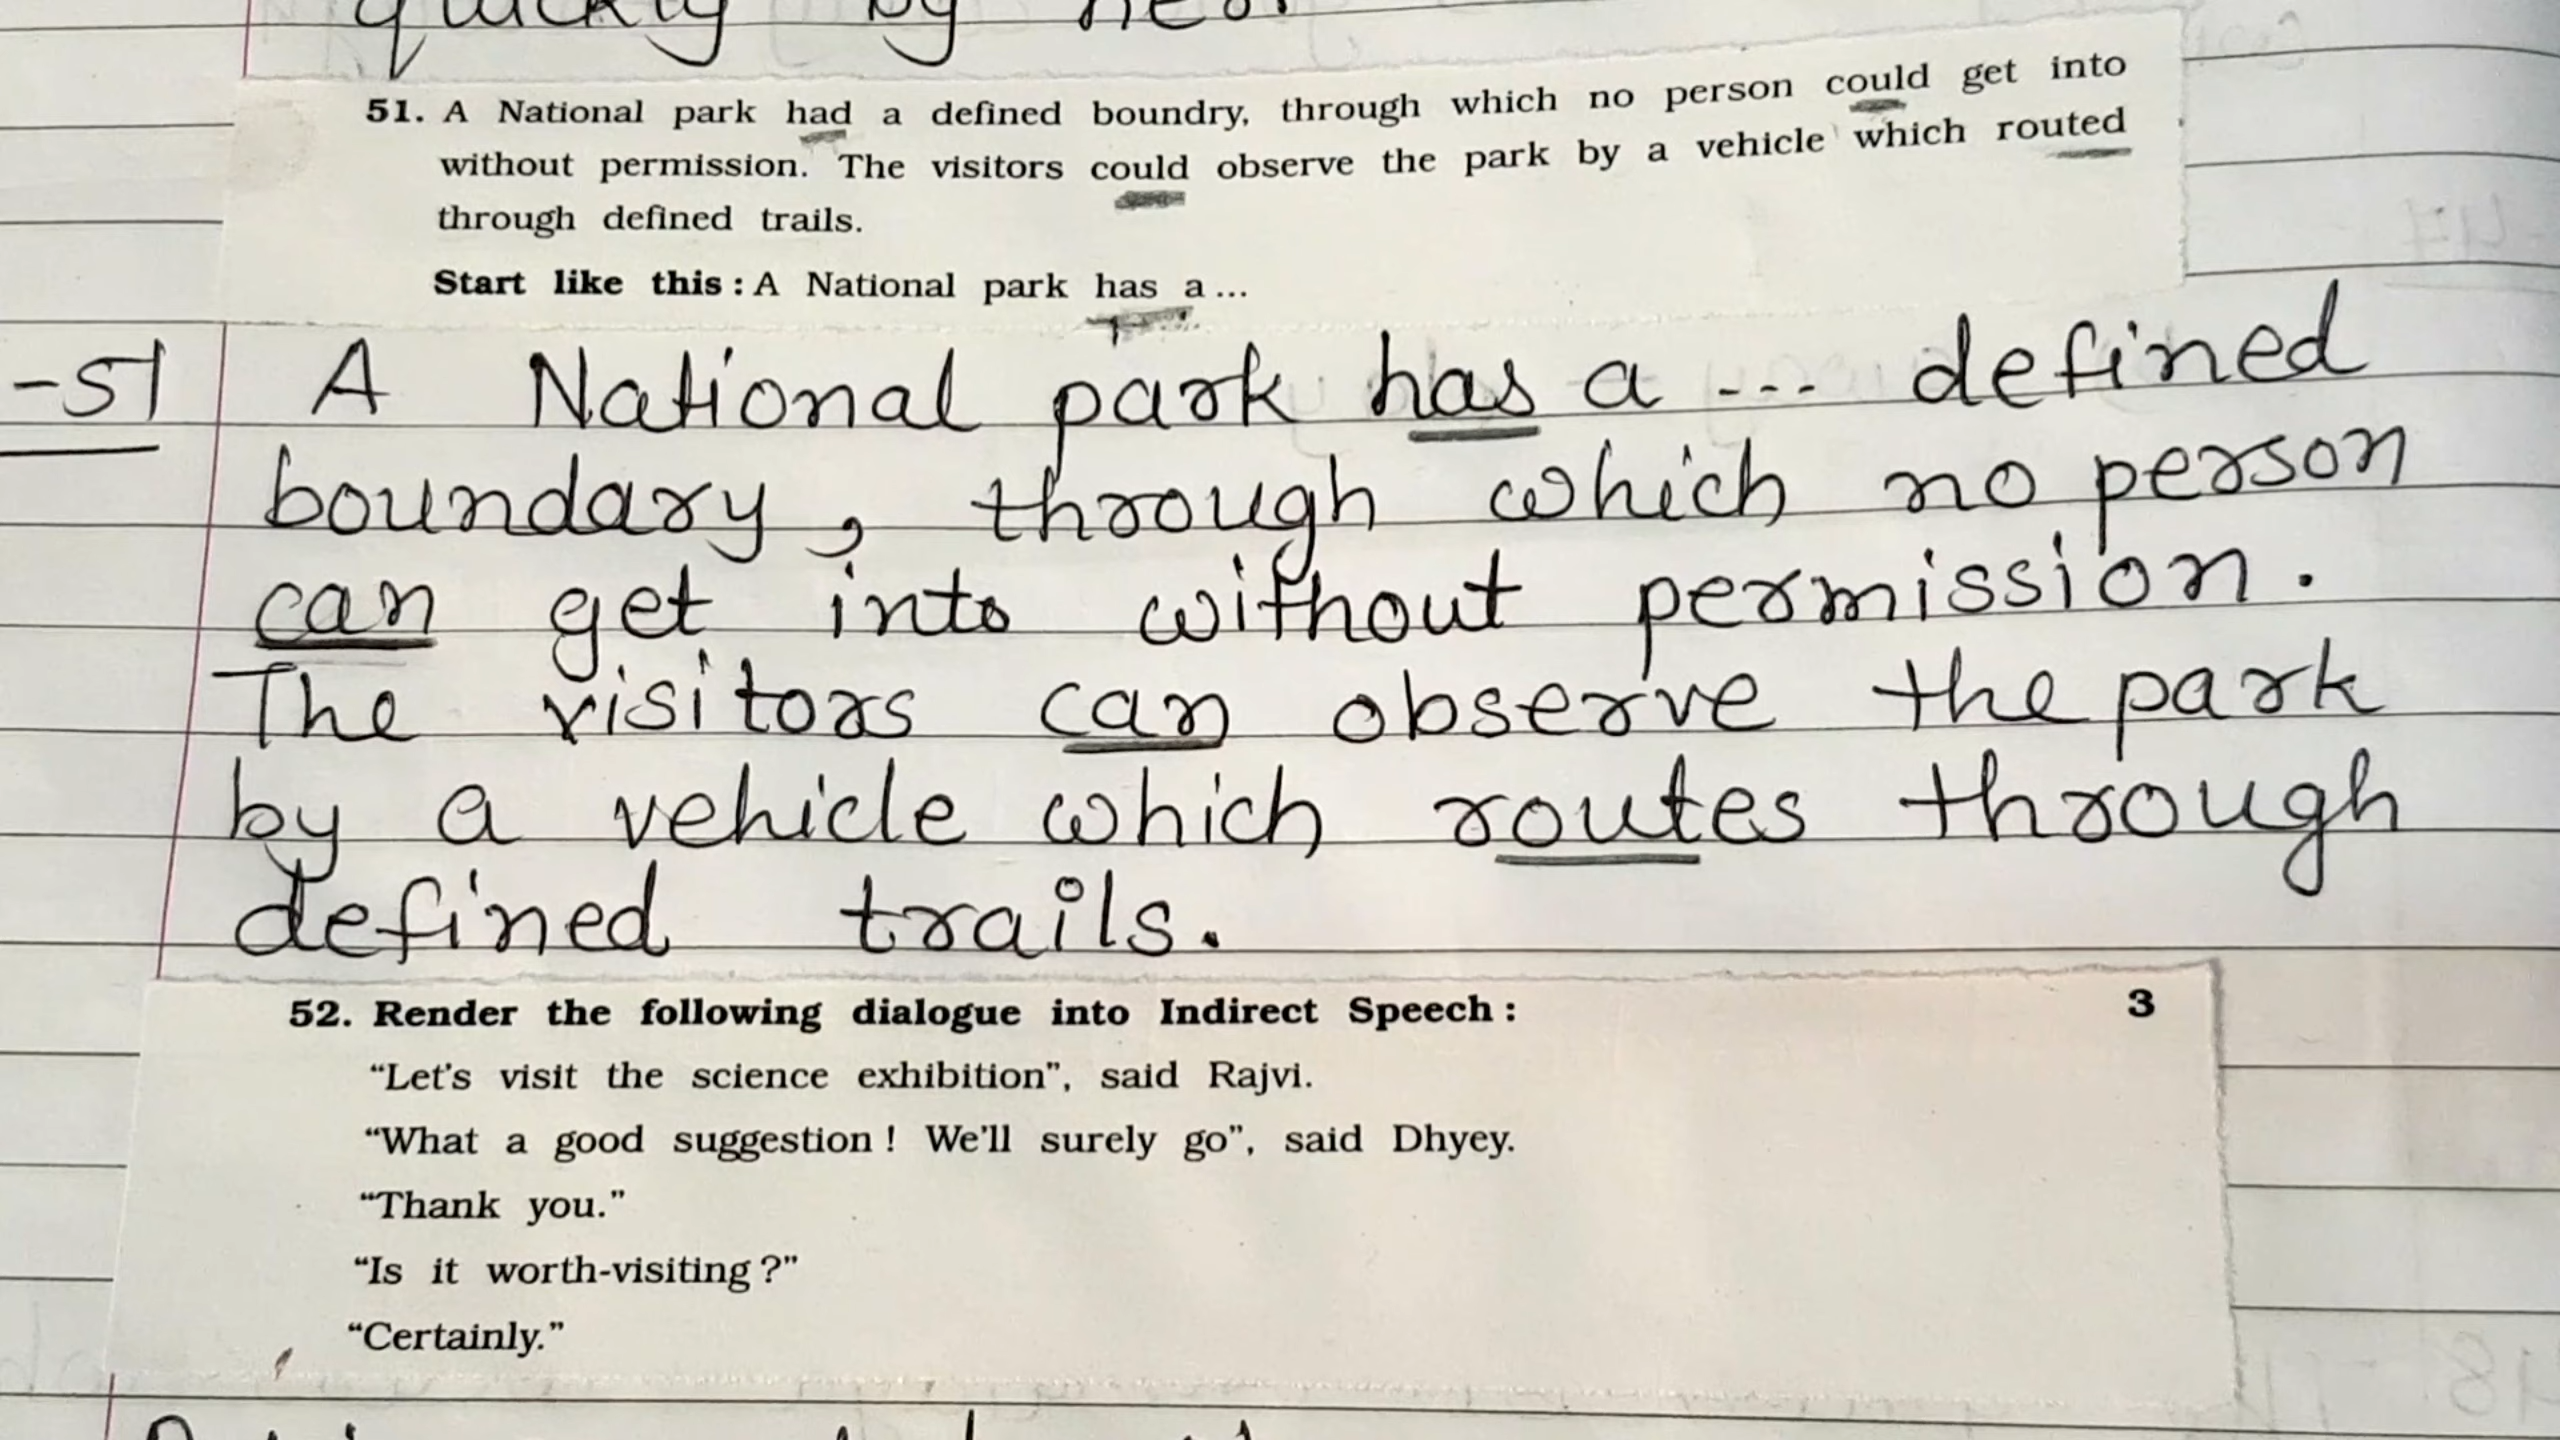 quickly by her.
51. A National park had a defined boundry, through which no person could get into
without permission. The visitors could observe the park by a vehicle which routed
through defined trails.
Start like this : A National park has a ...
-51 A National park has a --- defined
boundary, through which no person
can get into without permission.
The visitors can observe the park
by a vehicle which routes through
defined trails.
52. Render the following dialogue into Indirect Speech : 3
“Let's visit the science exhibition”, said Rajvi.
“What a good suggestion ! We'll surely go”, said Dhyey.
“Thank you.”
“Is it worth-visiting ?”
“Certainly.”